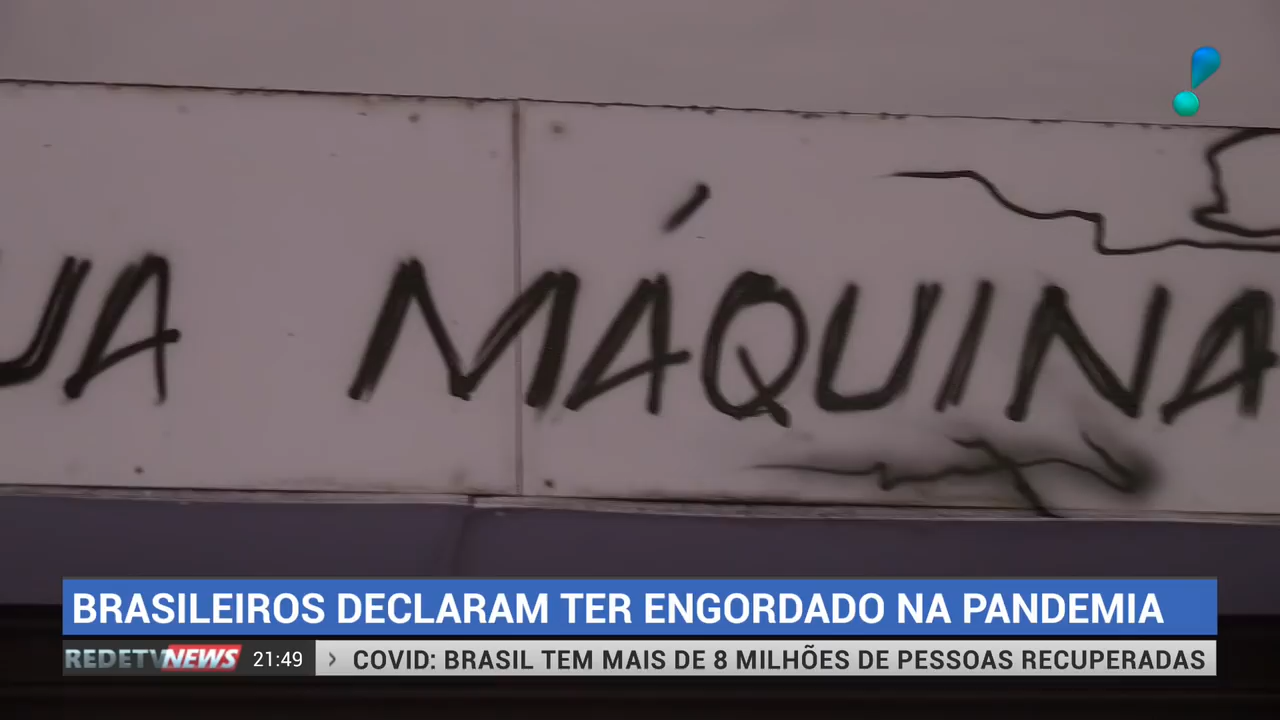 UA MÁQUINA
BRASILEIROS DECLARAM TER ENGORDADO NA PANDEMIA
REDETV NEWS 21:49 › COVID: BRASIL TEM MAIS DE 8 MILHÕES DE PESSOAS RECUPERADAS